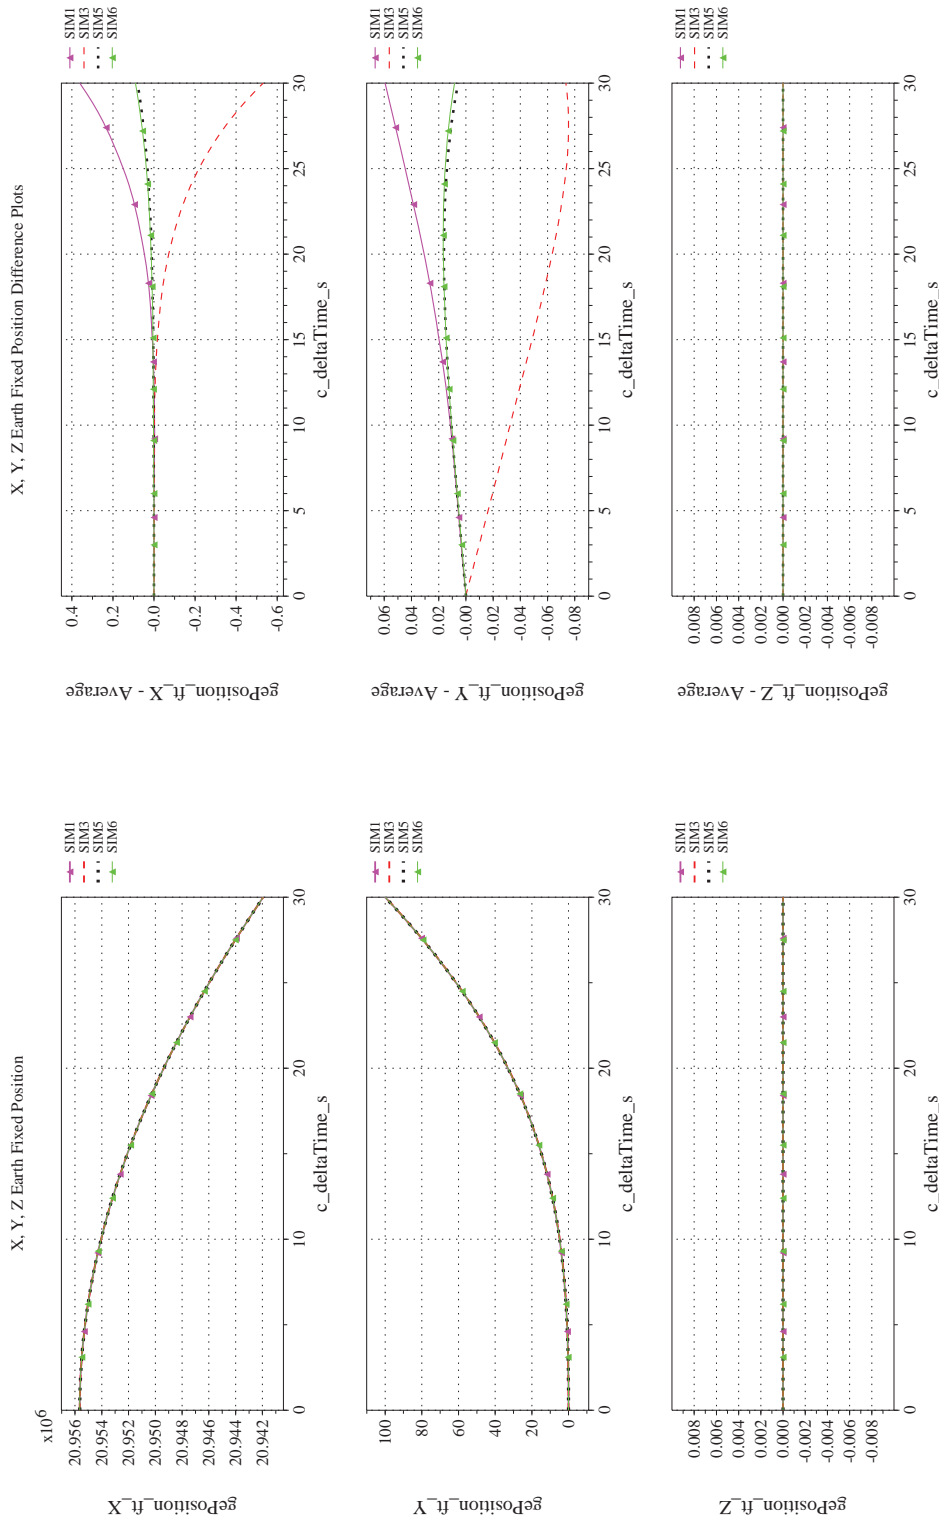 X, Y, Z Earth Fixed Position
x10^6
20.956
20.954
20.952
20.950
20.948
20.946
20.944
20.942
gePosition_ft_X
0 10 20 30
c_deltaTime_s
SIM1
SIM3
SIM5
SIM6
100
80
60
40
20
0
gePosition_ft_Y
0 10 20 30
c_deltaTime_s
SIM1
SIM3
SIM5
SIM6
0.008
0.006
0.004
0.002
0.000
-0.002
-0.004
-0.006
-0.008
gePosition_ft_Z
0 10 20 30
c_deltaTime_s
SIM1
SIM3
SIM5
SIM6
X, Y, Z Earth Fixed Position Difference Plots
0.4
0.2
-0.0
-0.2
-0.4
-0.6
gePosition_ft_X - Average
0 5 10 15 20 25 30
c_deltaTime_s
SIM1
SIM3
SIM5
SIM6
0.06
0.04
0.02
-0.00
-0.02
-0.04
-0.06
-0.08
gePosition_ft_Y - Average
0 5 10 15 20 25 30
c_deltaTime_s
SIM1
SIM3
SIM5
SIM6
0.008
0.006
0.004
0.002
0.000
-0.002
-0.004
-0.006
-0.008
gePosition_ft_Z - Average
0 5 10 15 20 25 30
c_deltaTime_s
SIM1
SIM3
SIM5
SIM6